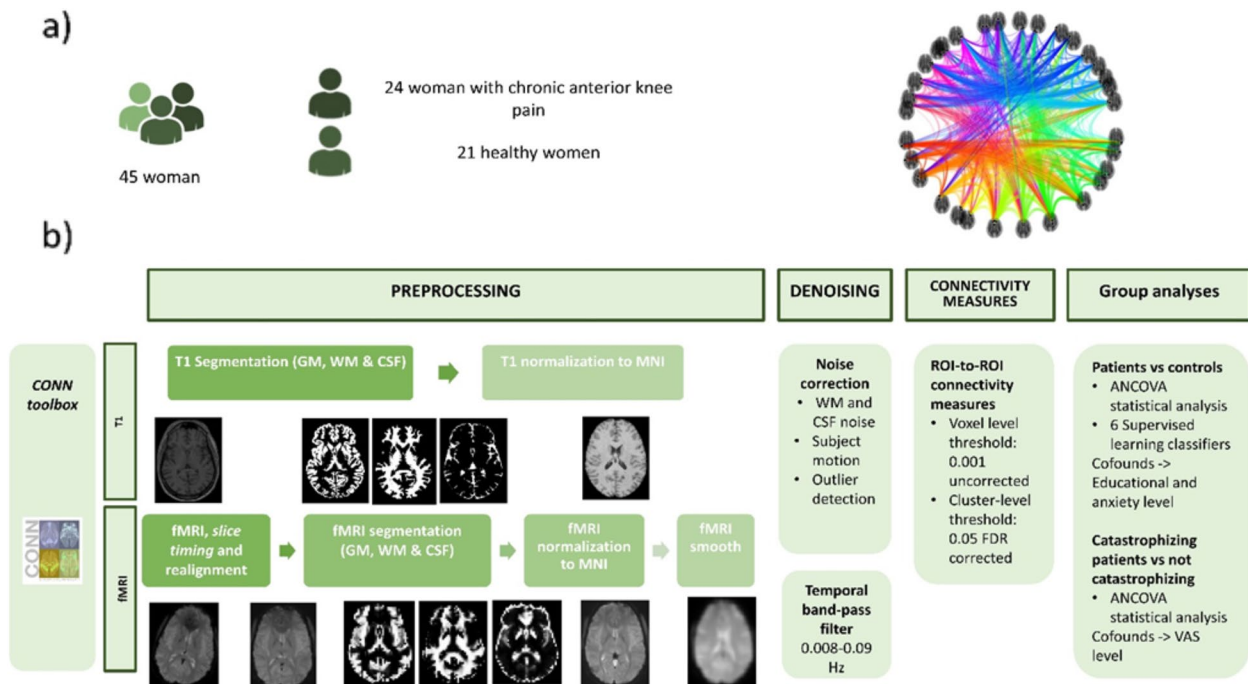 a)
24 woman with chronic anterior knee
pain
21 healthy women
45 woman
b)
PREPROCESSING
DENOISING
CONNECTIVITY
MEASURES
Group analyses
CONN
toolbox
CONN
T1
T1 Segmentation (GM, WM & CSF)
T1 normalization to MNI
fMRI
fMRI, slice
timing and
realignment
fMRI segmentation
(GM, WM & CSF)
fMRI
normalization
to MNI
fMRI
smooth
Noise
correction
• WM and
CSF noise
• Subject
motion
• Outlier
detection
Temporal
band-pass
filter
0.008-0.09
Hz
ROI-to-ROI
connectivity
measures
• Voxel level
threshold:
0.001
uncorrected
• Cluster-level
threshold:
0.05 FDR
corrected
Patients vs controls
• ANCOVA
statistical analysis
• 6 Supervised
learning classifiers
Cofounds -> 
Educational and
anxiety level
Catastrophizing
patients vs not
catastrophizing
• ANCOVA
statistical analysis
Cofounds -> VAS
level